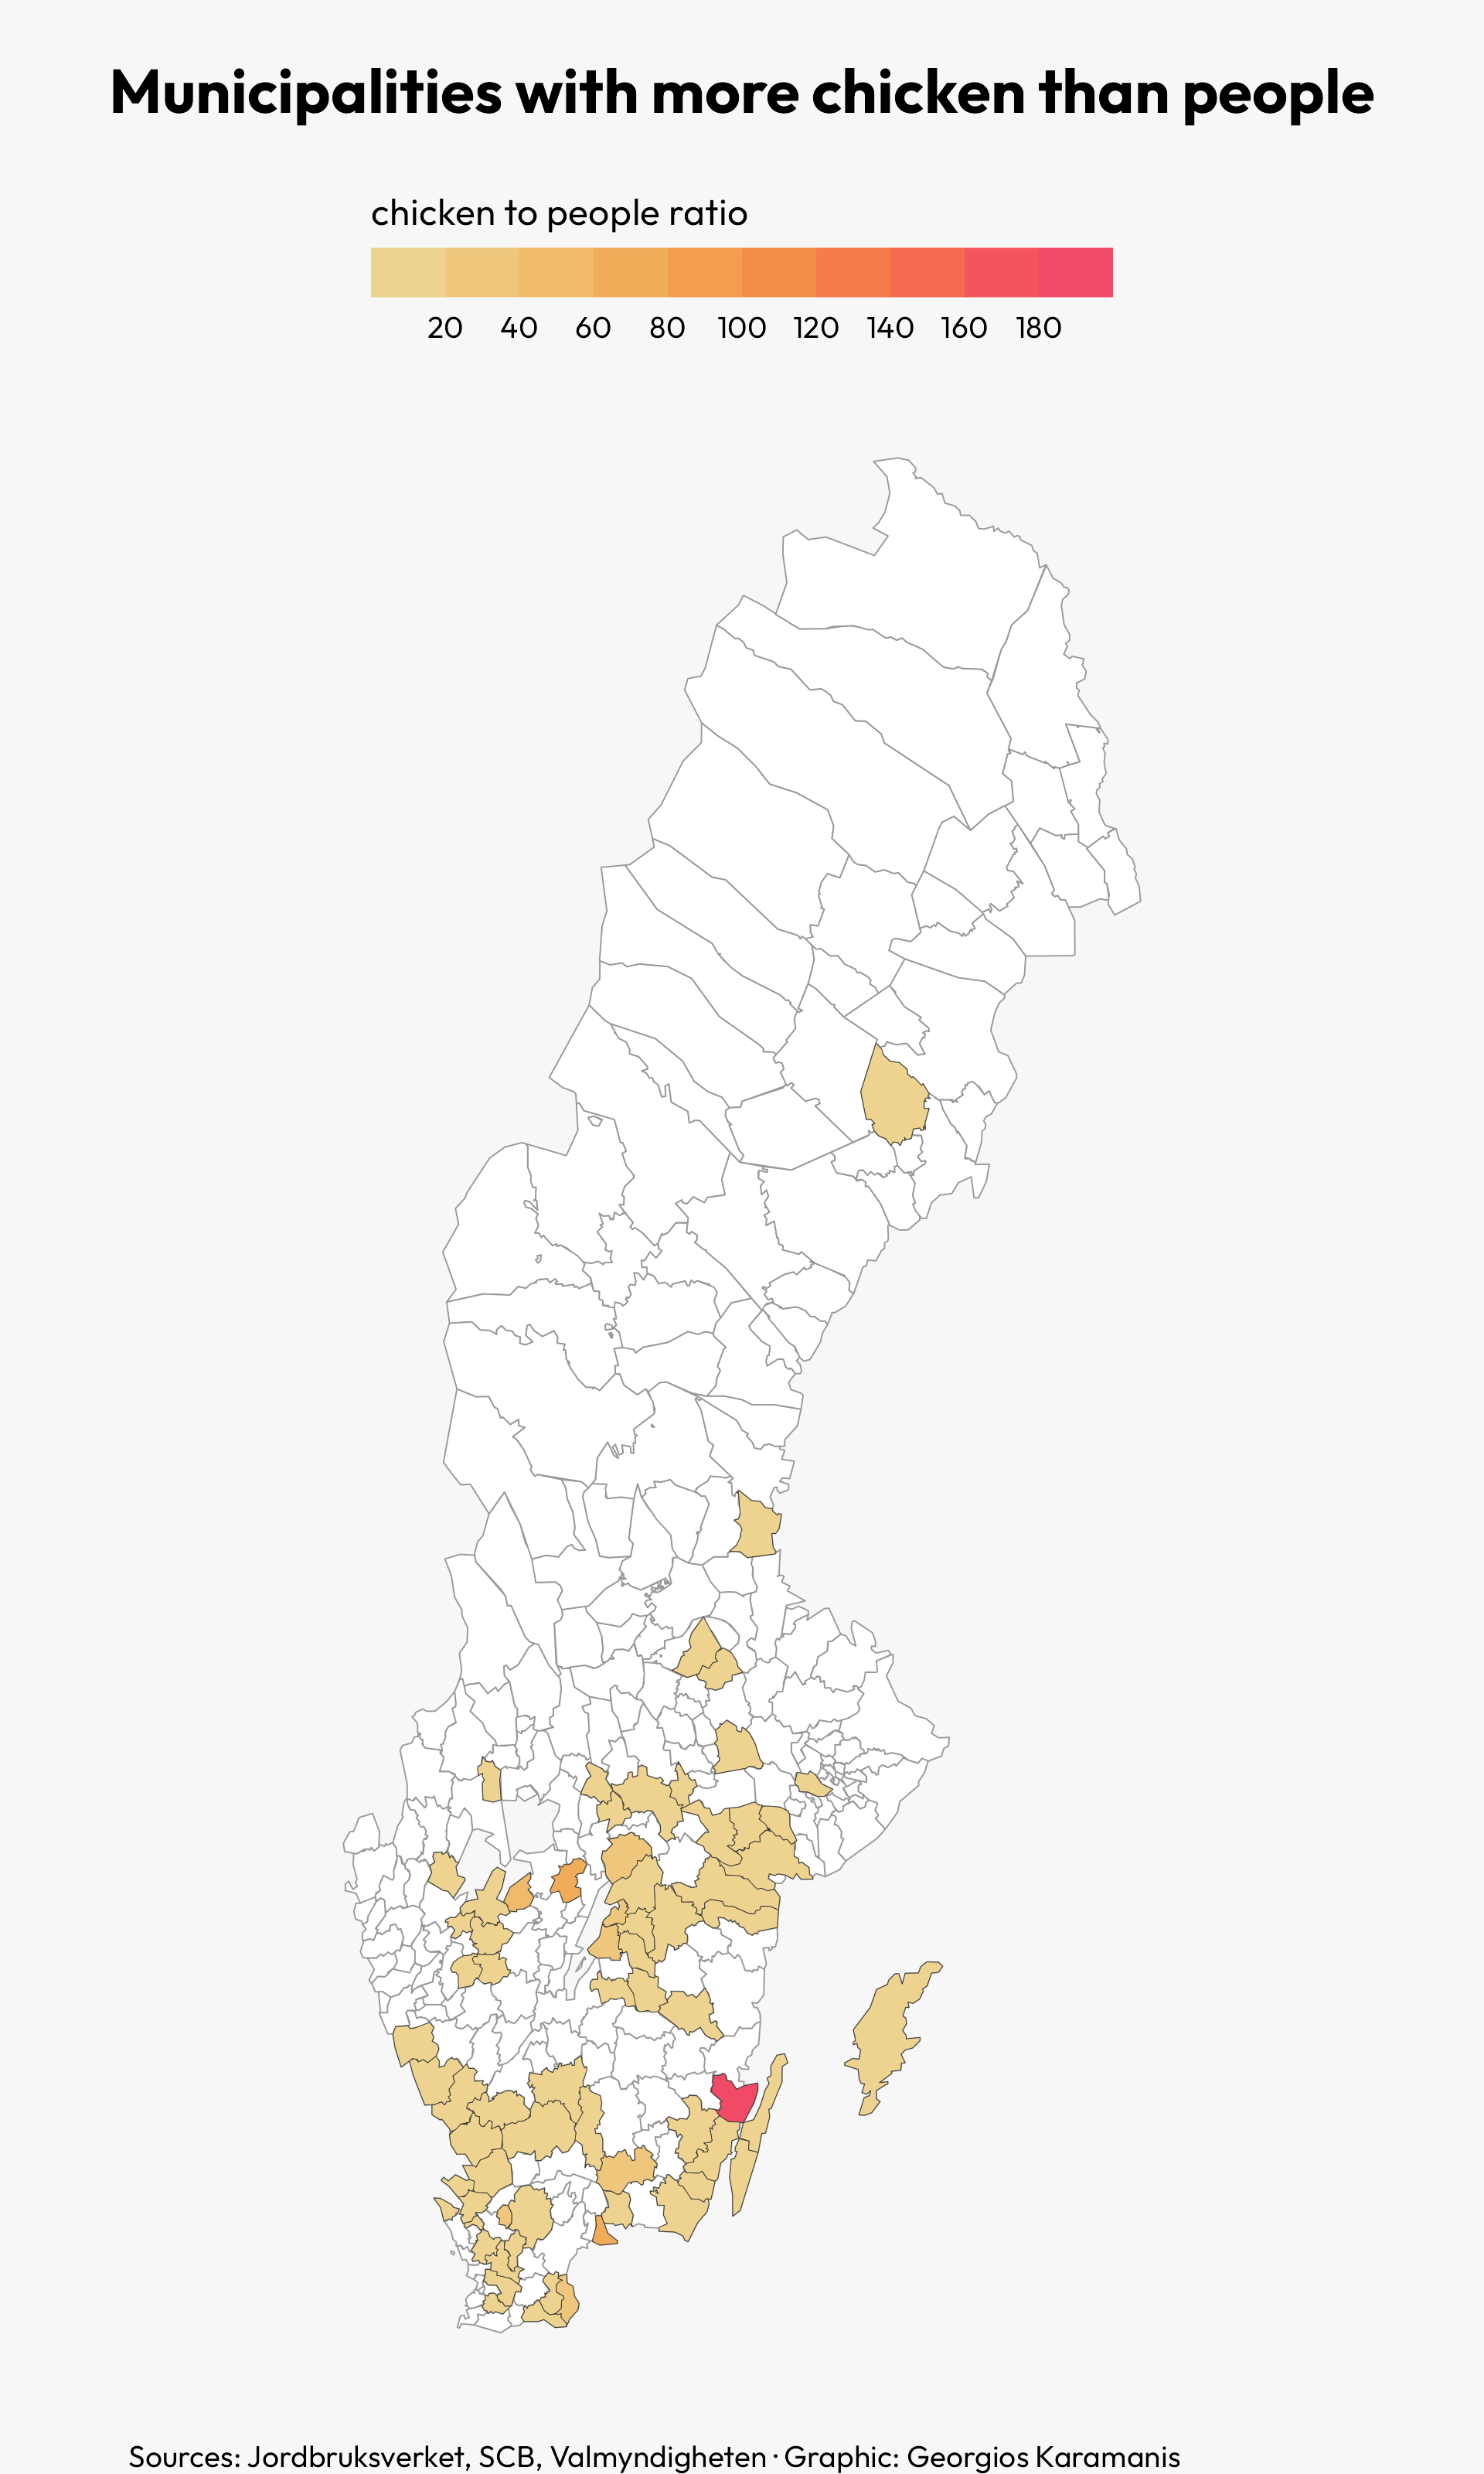 Municipalities with more chicken than people
chicken to people ratio
20 40 60 80 100 120 140 160 180
Sources: Jordbruksverket, SCB, Valmyndigheten · Graphic: Georgios Karamanis